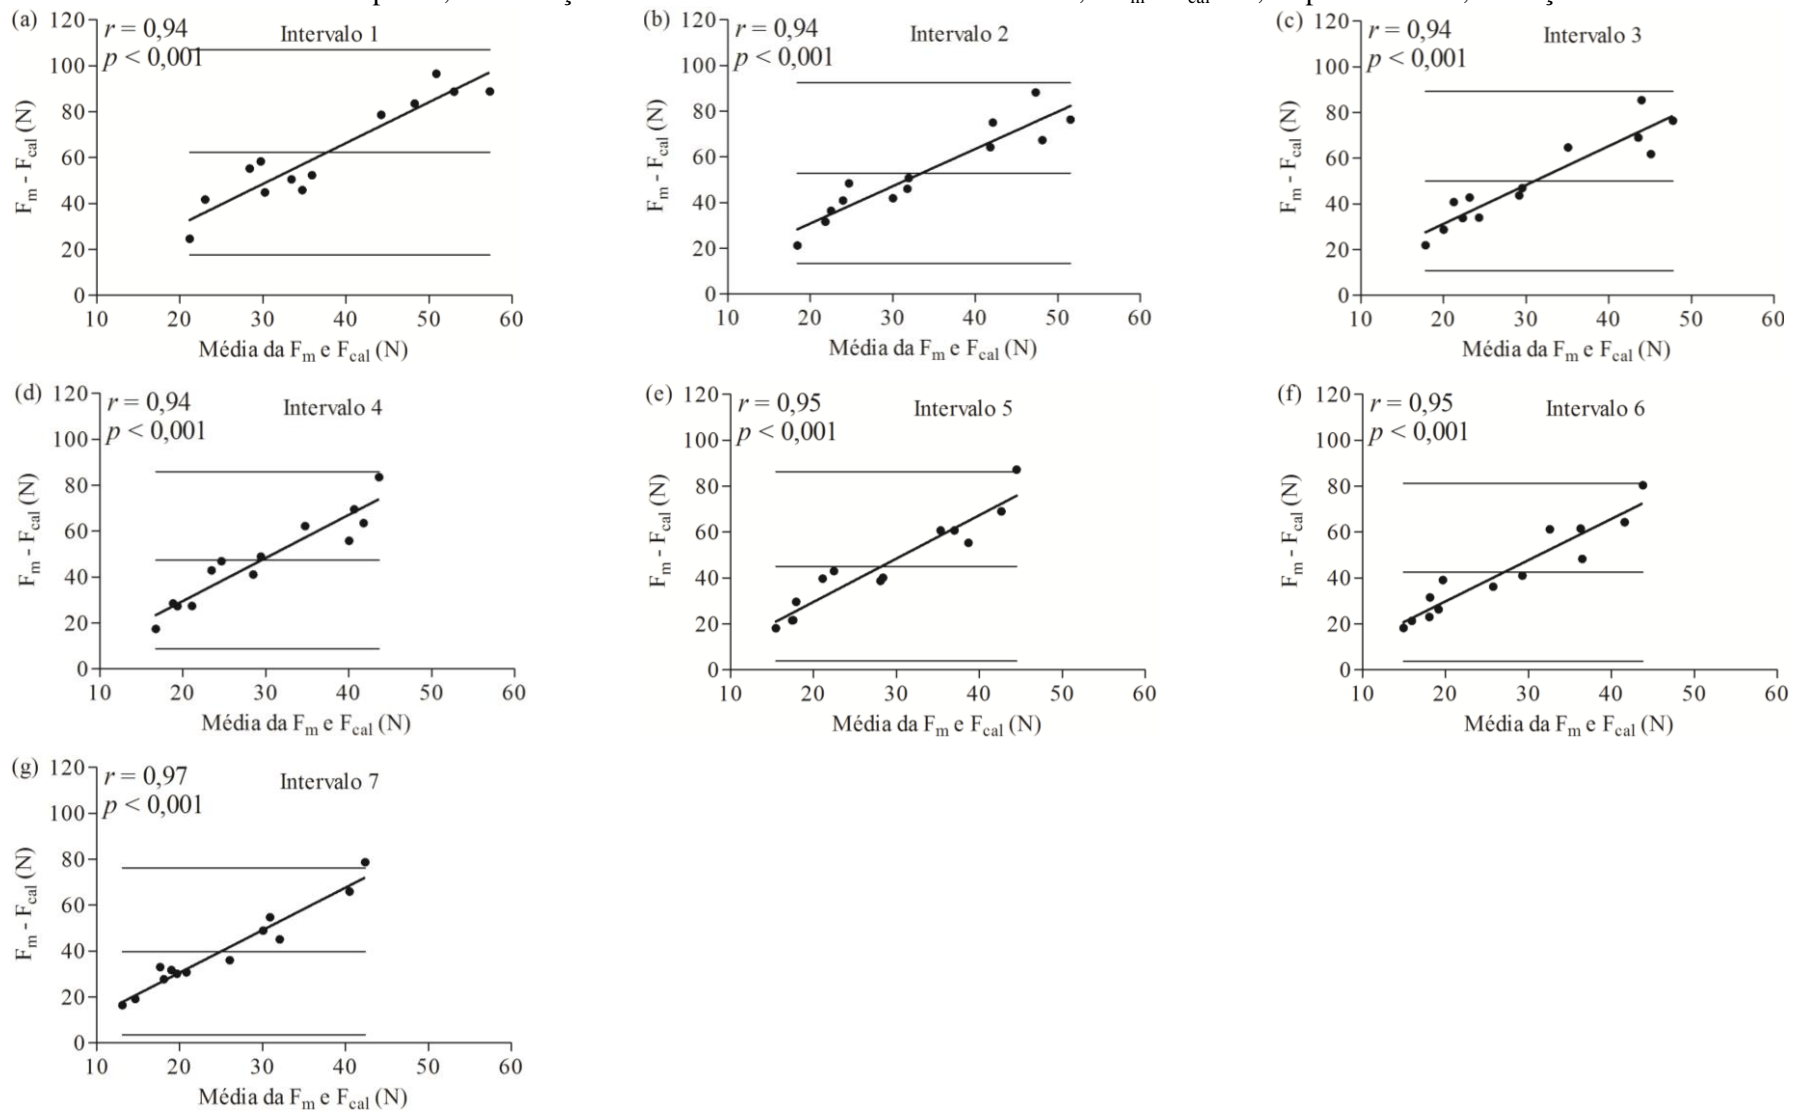 (a)
r = 0,94
p < 0,001
Intervalo 1
F_m - F_cal (N)
120
100
80
60
40
20
0
10 20 30 40 50 60
Média da F_m e F_cal (N)
(b)
r = 0,94
p < 0,001
Intervalo 2
F_m - F_cal (N)
120
100
80
60
40
20
0
10 20 30 40 50 60
Média da F_m e F_cal (N)
(c)
r = 0,94
p < 0,001
Intervalo 3
F_m - F_cal (N)
120
100
80
60
40
20
0
10 20 30 40 50 60
Média da F_m e F_cal (N)
(d)
r = 0,94
p < 0,001
Intervalo 4
F_m - F_cal (N)
120
100
80
60
40
20
0
10 20 30 40 50 60
Média da F_m e F_cal (N)
(e)
r = 0,95
p < 0,001
Intervalo 5
F_m - F_cal (N)
120
100
80
60
40
20
0
10 20 30 40 50 60
Média da F_m e F_cal (N)
(f)
r = 0,95
p < 0,001
Intervalo 6
F_m - F_cal (N)
120
100
80
60
40
20
0
10 20 30 40 50 60
Média da F_m e F_cal (N)
(g)
r = 0,97
p < 0,001
Intervalo 7
F_m - F_cal (N)
120
100
80
60
40
20
0
10 20 30 40 50 60
Média da F_m e F_cal (N)